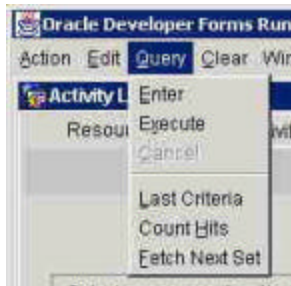 Oracle Developer Forms Run
Action Edit Query Clear Win
Activity L
Enter
Resou
Execute
Cancel
Last Criteria
Count Hits
Fetch Next Set